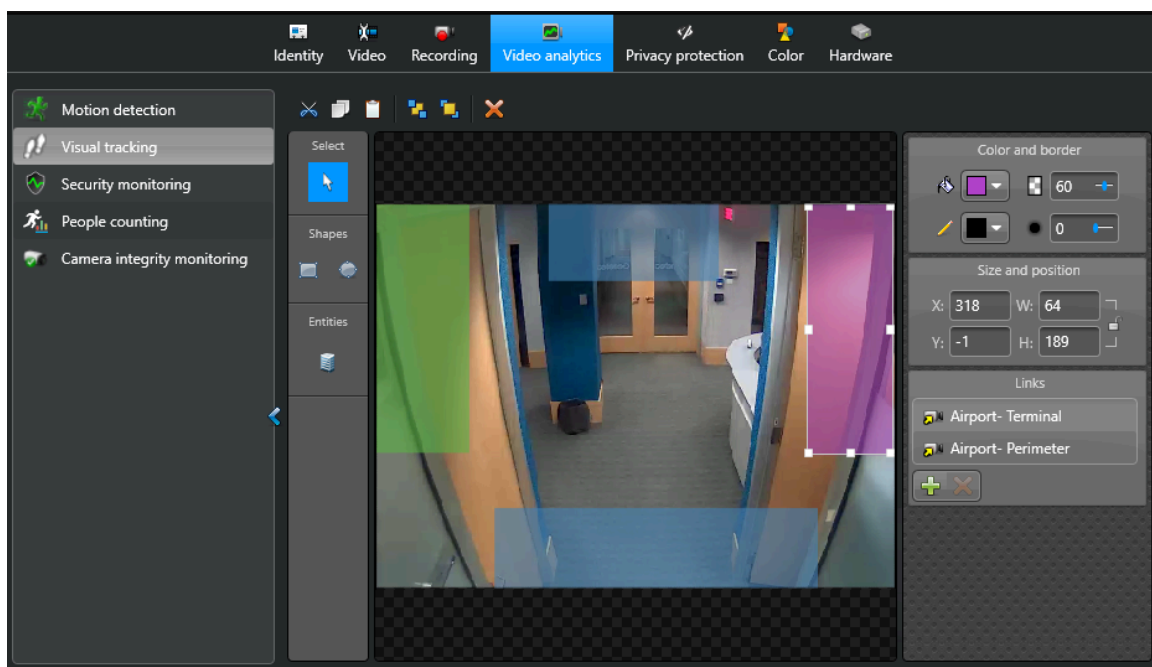 Identity Video Recording Video analytics Privacy protection Color Hardware
Motion detection
Visual tracking
Security monitoring
People counting
Camera integrity monitoring
Select
Shapes
Entities
Color and border
60
0
Size and position
X: 318 W: 64
Y: -1 H: 189
Links
Airport- Terminal
Airport- Perimeter